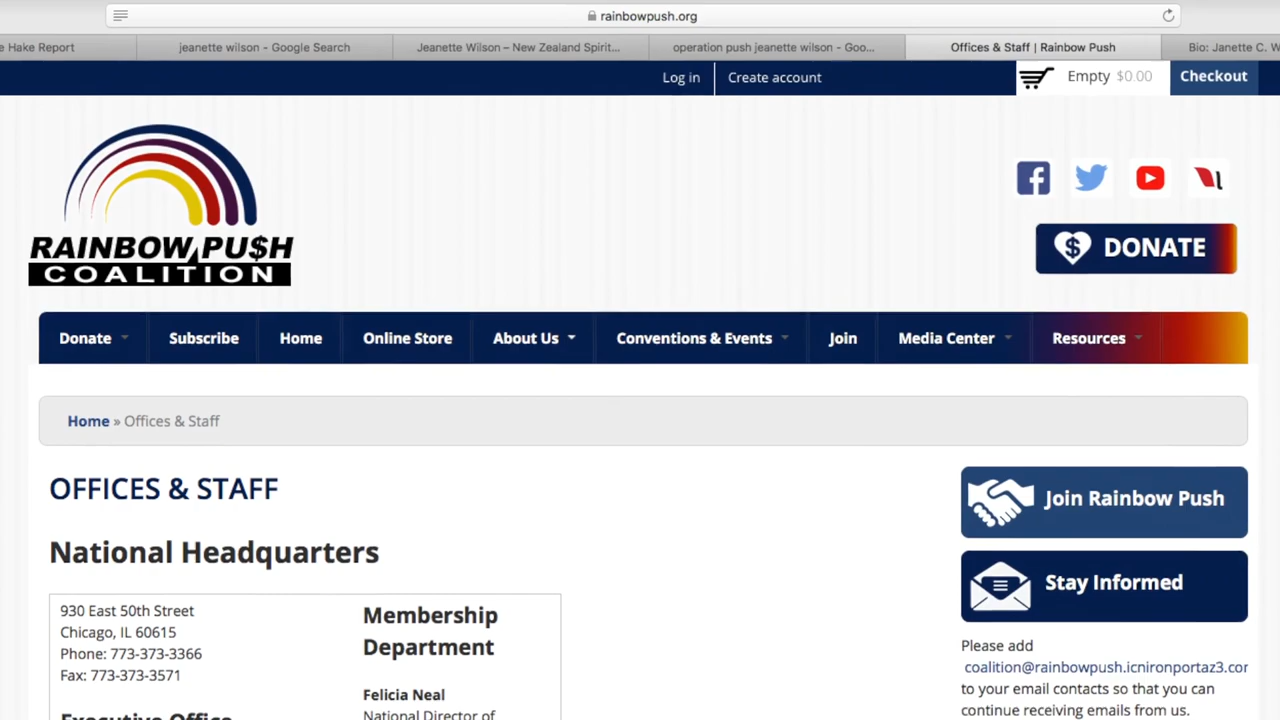 rainbowpush.org
e Hake Report
jeanette wilson - Google Search
Jeanette Wilson – New Zealand Spirit...
operation push jeanette wilson - Goo...
Offices & Staff | Rainbow Push
Bio: Janette C. W
Log in
Create account
Empty $0.00
Checkout
RAINBOW PU$H
COALITION
DONATE
Donate
Subscribe
Home
Online Store
About Us
Conventions & Events
Join
Media Center
Resources
Home » Offices & Staff
OFFICES & STAFF
National Headquarters
930 East 50th Street
Chicago, IL 60615
Phone: 773-373-3366
Fax: 773-373-3571
Executive Office
Membership
Department
Felicia Neal
National Director of
Join Rainbow Push
Stay Informed
Please add
coalition@rainbowpush.icnironportaz3.cor
to your email contacts so that you can
continue receiving emails from us.